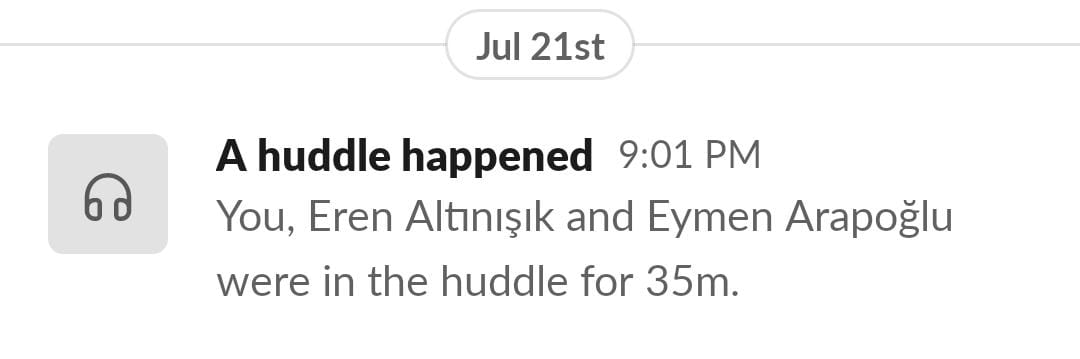 Jul 21st
A huddle happened 9:01 PM
You, Eren Altınışık and Eymen Arapoğlu
were in the huddle for 35m.